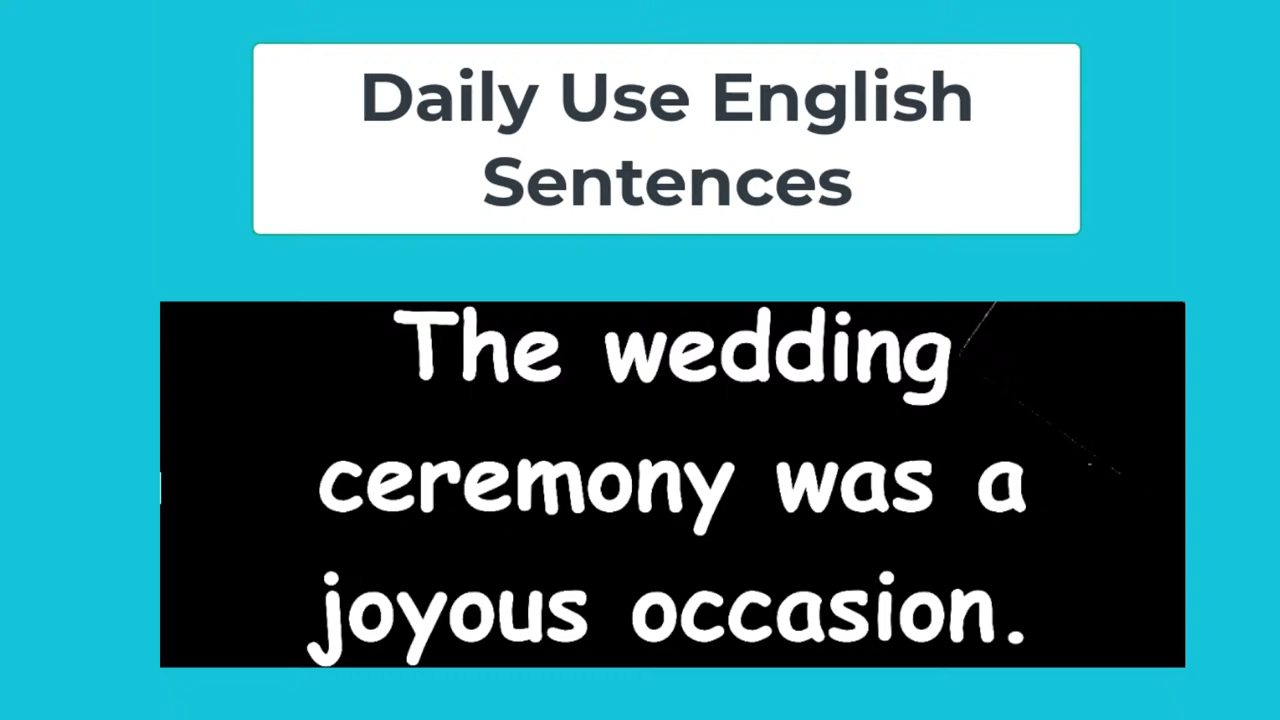 Daily Use English
Sentences
The wedding
ceremony was a
joyous occasion.